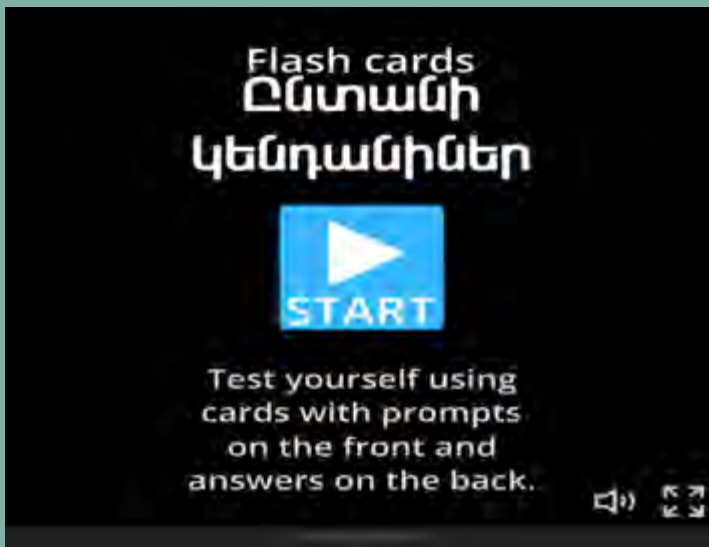 Flash cards
Ընտանի
կենդանիներ
START
Test yourself using
cards with prompts
on the front and
answers on the back.